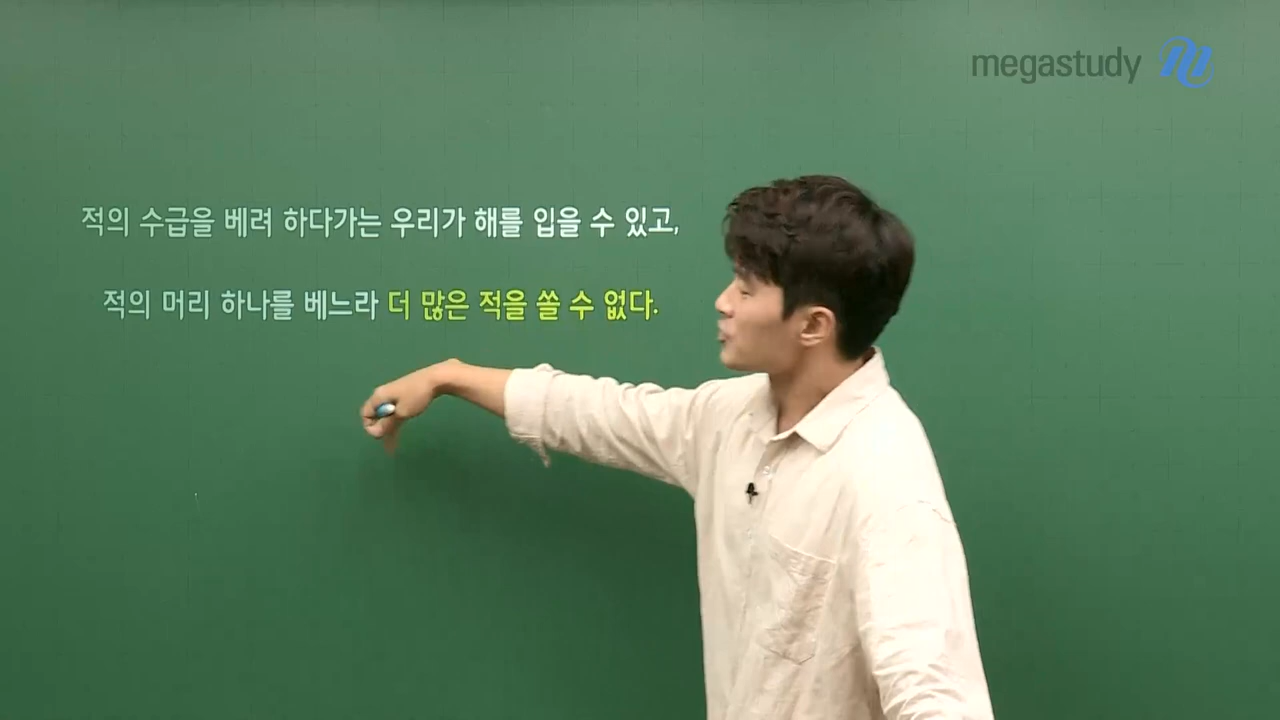 megastudy
적의 수급을 베려 하다가는 우리가 해를 입을 수 있고,
적의 머리 하나를 베느라 더 많은 적을 쏠 수 없다.